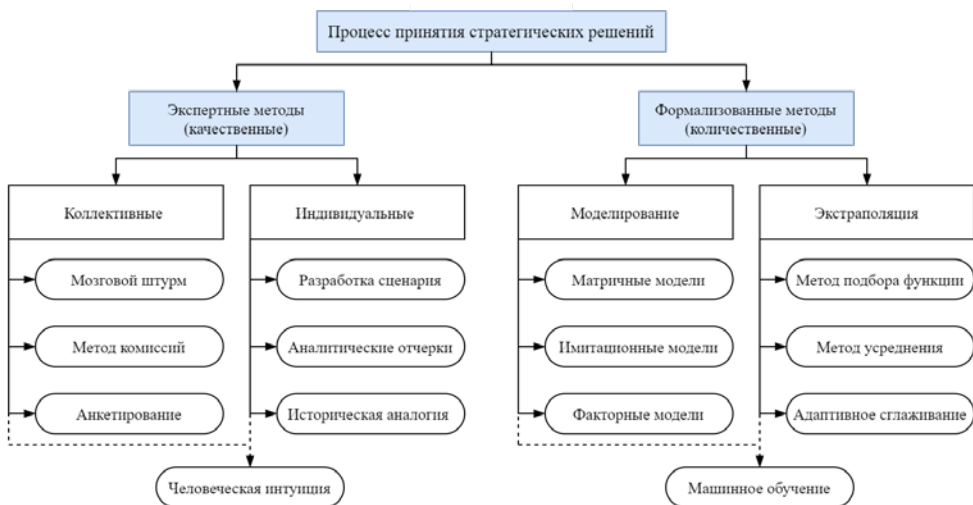 Процесс принятия стратегических решений
Экспертные методы
(качественные)
Формализованные методы
(количественные)
Коллективные
Индивидуальные
Моделирование
Экстраполяция
Мозговой штурм
Разработка сценария
Матричные модели
Метод подбора функции
Метод комиссий
Аналитические отчерки
Имитационные модели
Метод усреднения
Анкетирование
Историческая аналогия
Факторные модели
Адаптивное сглаживание
Человеческая интуиция
Машинное обучение